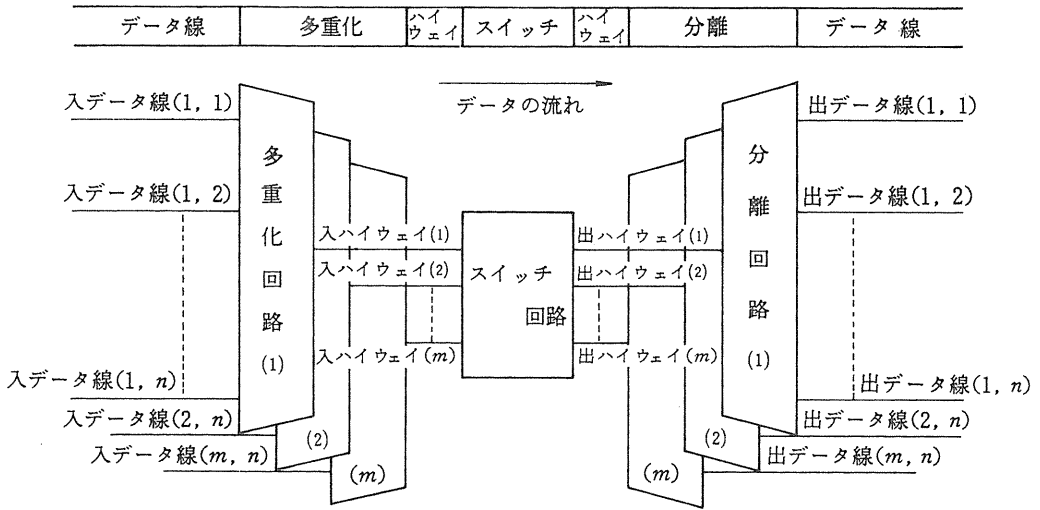 データ線 多重化 ハイウェイ スイッチ ハイウェイ 分離 データ線
データの流れ
入データ線(1, 1)
入データ線(1, 2)
入データ線(1, n)
入データ線(2, n)
入データ線(m, n)
多重化回路(1)
(2)
(m)
入ハイウェイ(1)
入ハイウェイ(2)
入ハイウェイ(m)
スイッチ
回路
出ハイウェイ(1)
出ハイウェイ(2)
出ハイウェイ(m)
分離回路(1)
(2)
(m)
出データ線(1, 1)
出データ線(1, 2)
出データ線(1, n)
出データ線(2, n)
出データ線(m, n)